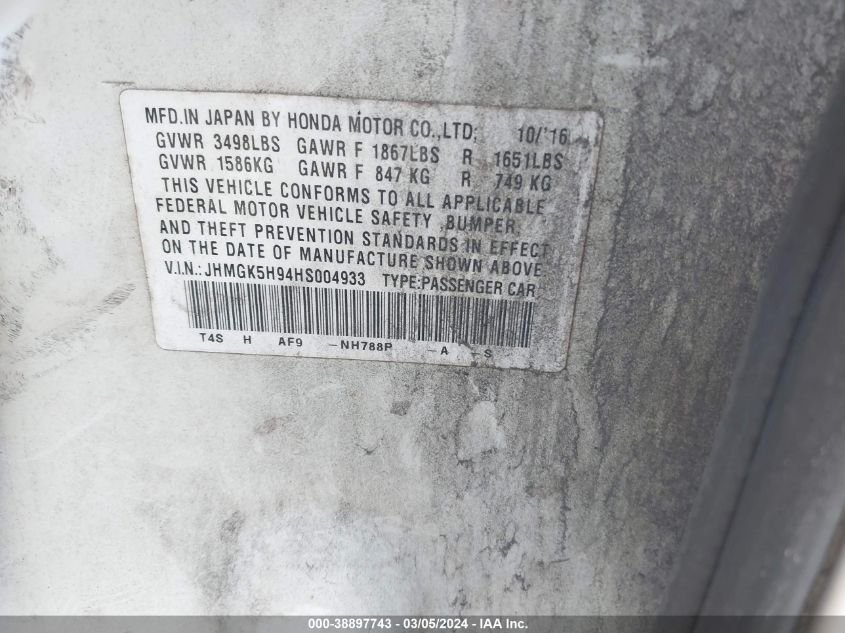 MFD.IN JAPAN BY HONDA MOTOR CO.,LTD; 10/'16
GVWR 3498LBS GAWR F 1867LBS R 1651LBS
GVWR 1586KG GAWR F 847 KG R 749 KG
THIS VEHICLE CONFORMS TO ALL APPLICABLE
FEDERAL MOTOR VEHICLE SAFETY ,BUMPER,
AND THEFT PREVENTION STANDARDS IN EFFECT
ON THE DATE OF MANUFACTURE SHOWN ABOVE.
V.I.N.: JHMGK5H94HS004933 TYPE:PASSENGER CAR
T4S H AF9 -NH788P -A -S
000-38897743 - 03/05/2024 - IAA Inc.